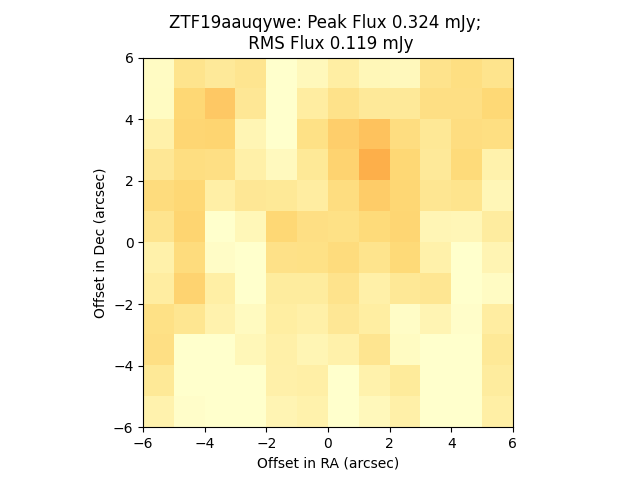 ZTF19aauqywe: Peak Flux 0.324 mJy;
RMS Flux 0.119 mJy
6
4
2
0
−2
−4
−6
Offset in Dec (arcsec)
−6 −4 −2 0 2 4 6
Offset in RA (arcsec)